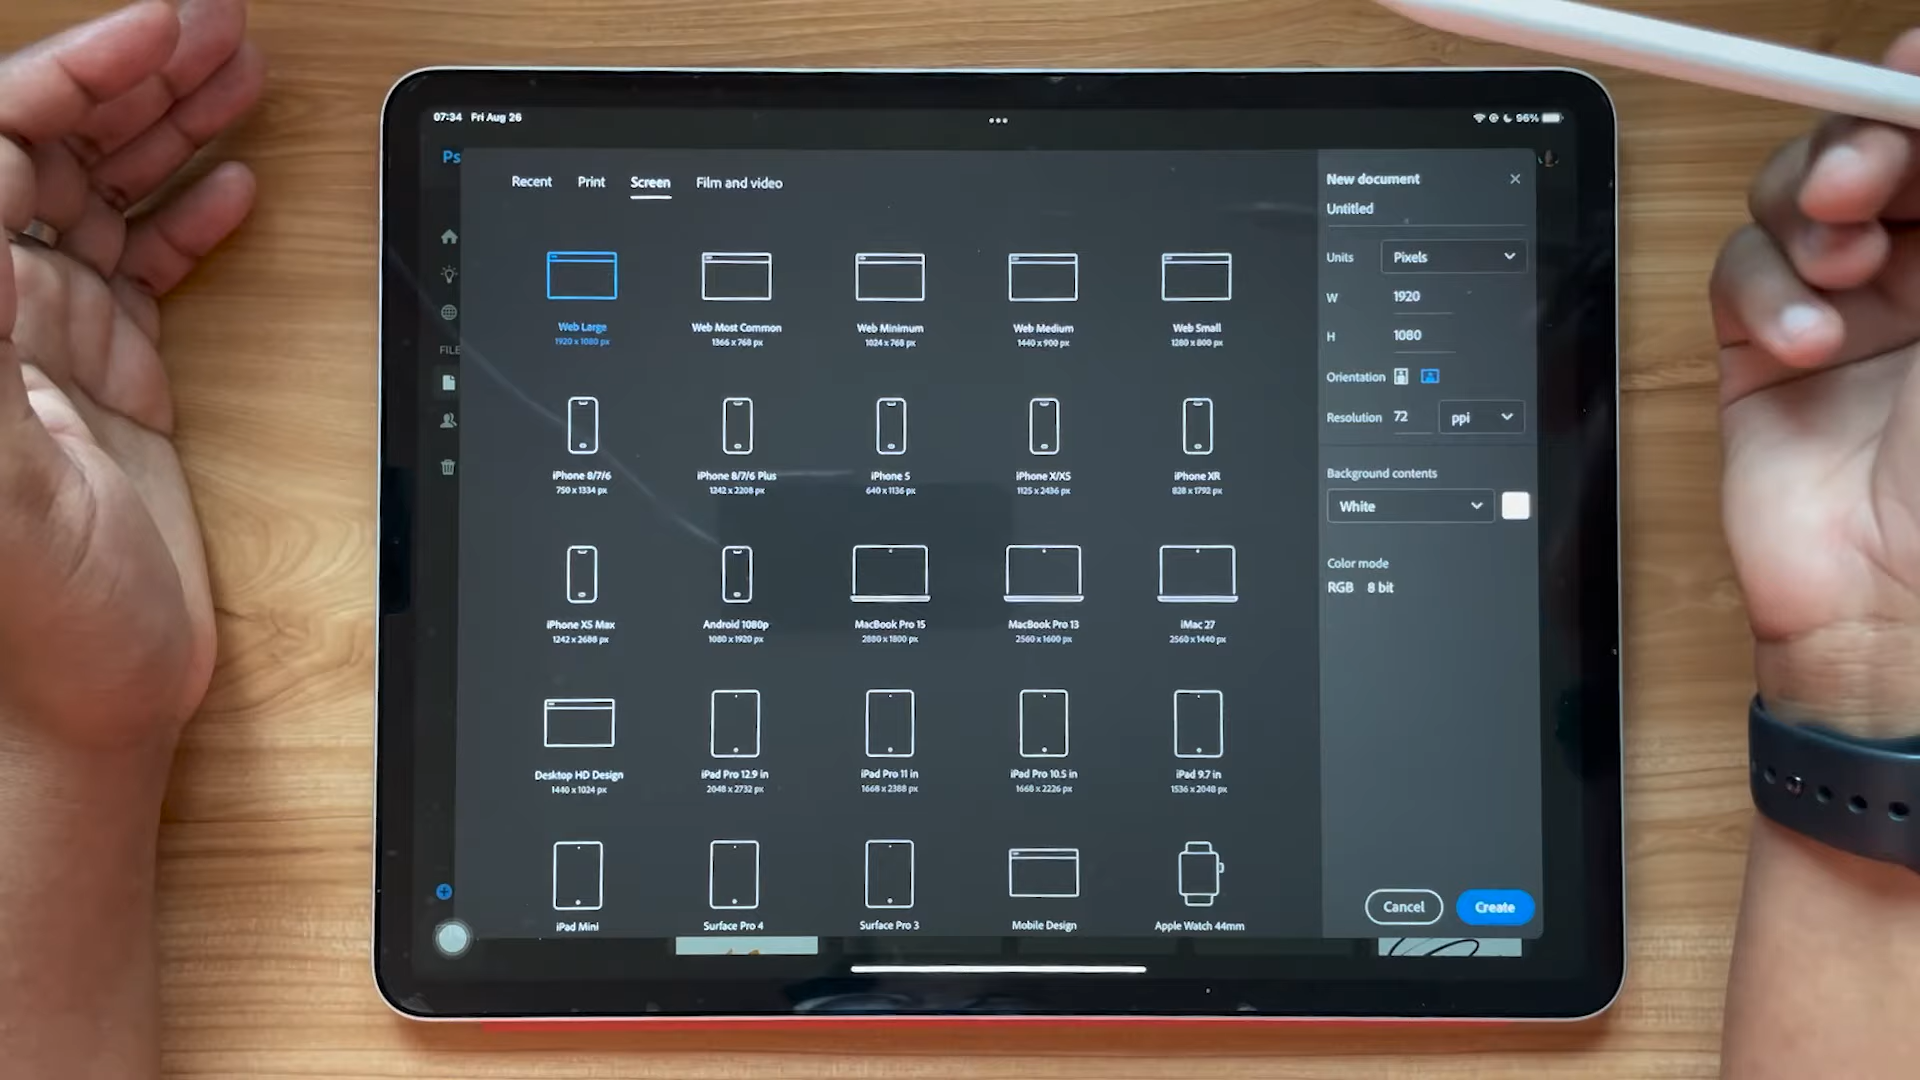 07:34 Fri Aug 26
96%
Ps
Recent Print Screen Film and video
New document
Untitled
Units Pixels
W 1920
H 1080
Orientation
Resolution 72 ppi
Background contents
White
Color mode
RGB 8 bit
Cancel Create
FILE
Web Large
1920 x 1080 px
Web Most Common
1366 x 768 px
Web Minimum
1024 x 768 px
Web Medium
1440 x 900 px
Web Small
1280 x 800 px
iPhone 8/7/6
750 x 1334 px
iPhone 8/7/6 Plus
1242 x 2208 px
iPhone 5
640 x 1136 px
iPhone X/XS
1125 x 2436 px
iPhone XR
828 x 1792 px
iPhone XS Max
1242 x 2688 px
Android 1080p
1080 x 1920 px
MacBook Pro 15
2880 x 1800 px
MacBook Pro 13
2560 x 1600 px
iMac 27
2560 x 1440 px
Desktop HD Design
1440 x 1024 px
iPad Pro 12.9 in
2048 x 2732 px
iPad Pro 11 in
1668 x 2388 px
iPad Pro 10.5 in
1668 x 2226 px
iPad 9.7 in
1536 x 2048 px
iPad Mini
Surface Pro 4
Surface Pro 3
Mobile Design
Apple Watch 44mm